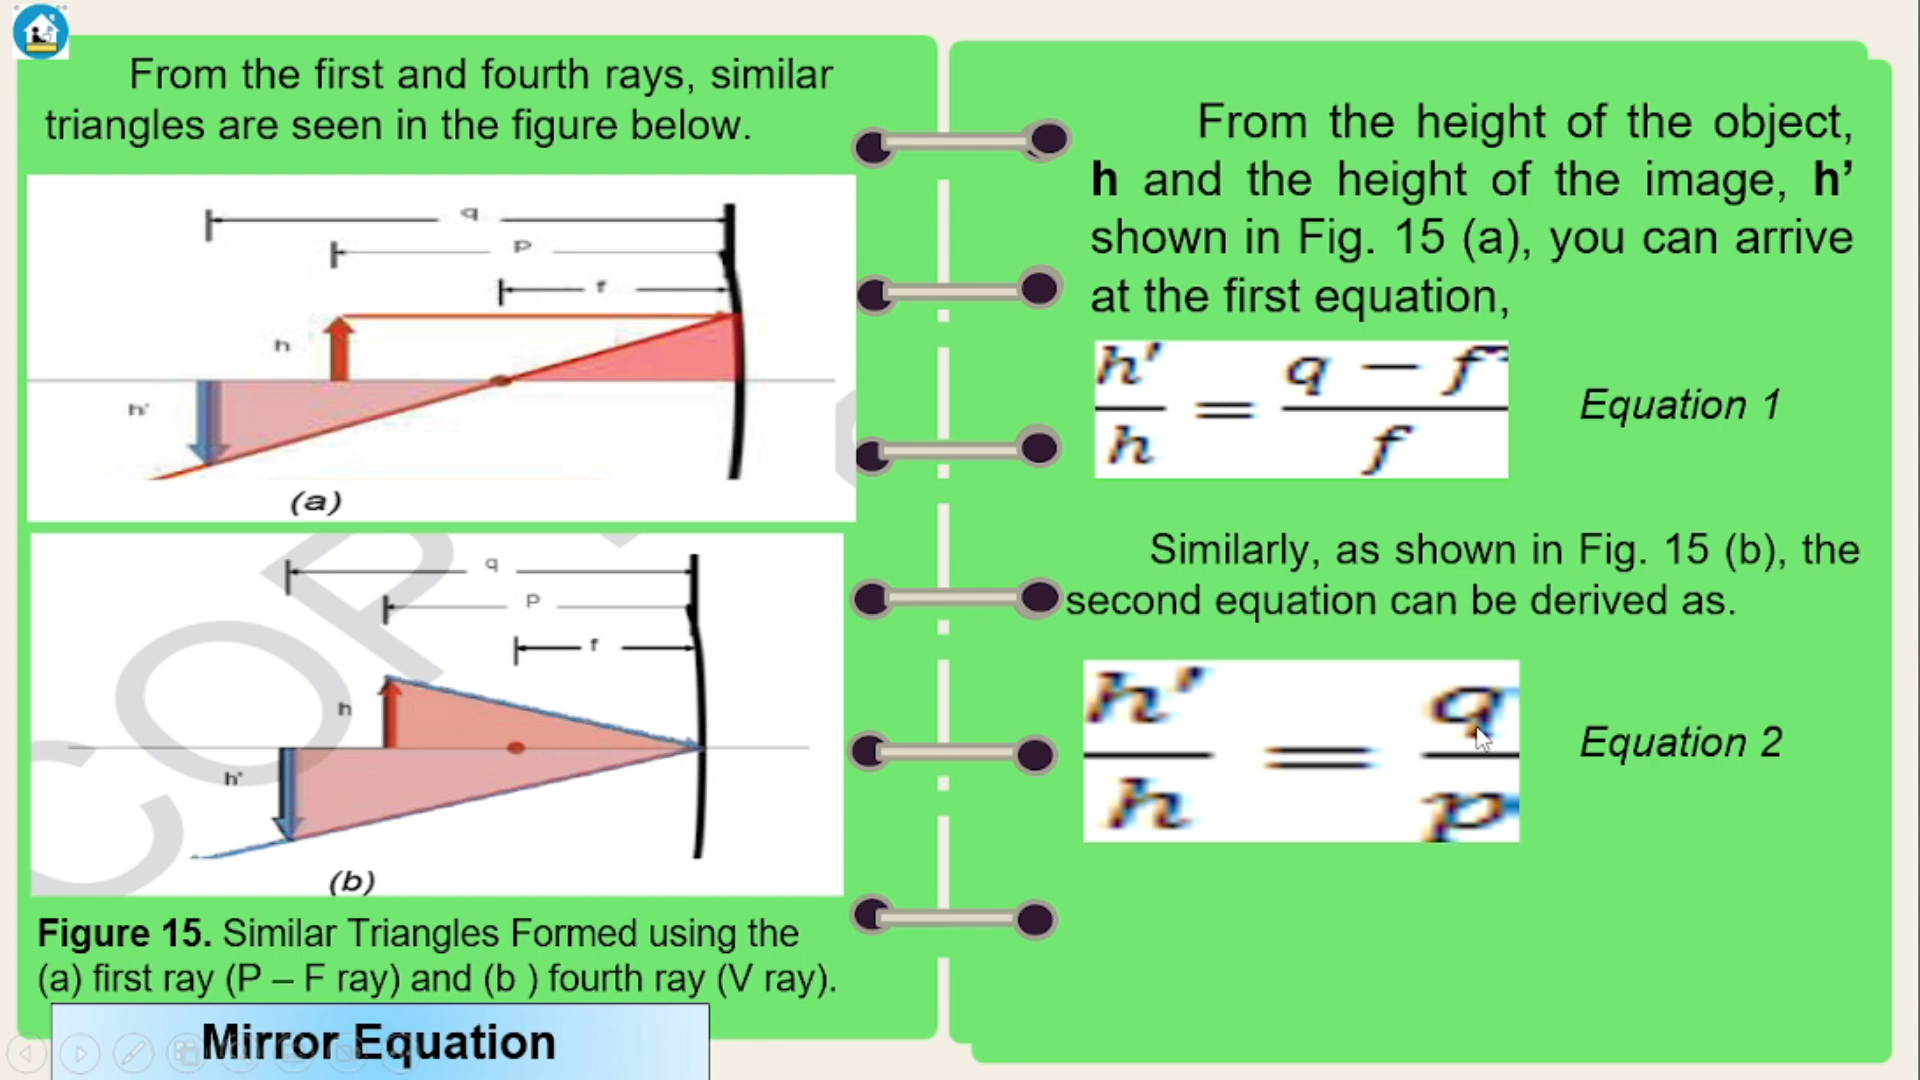 From the first and fourth rays, similar
triangles are seen in the figure below.
q
P
f
h
h'
(a)
COP
q
P
f
h
h'
(b)
Figure 15. Similar Triangles Formed using the
(a) first ray (P – F ray) and (b ) fourth ray (V ray).
Mirror Equation
From the height of the object,
h and the height of the image, h’
shown in Fig. 15 (a), you can arrive
at the first equation,
h'/h = (q − f)/f
Equation 1
Similarly, as shown in Fig. 15 (b), the
second equation can be derived as.
h'/h = q/p
Equation 2